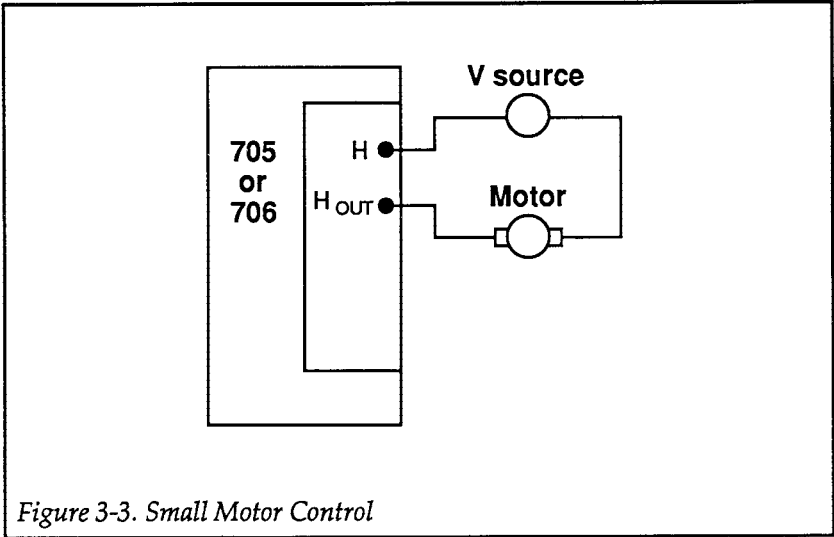 V source
705
or
706
H
H OUT
Motor
Figure 3-3. Small Motor Control